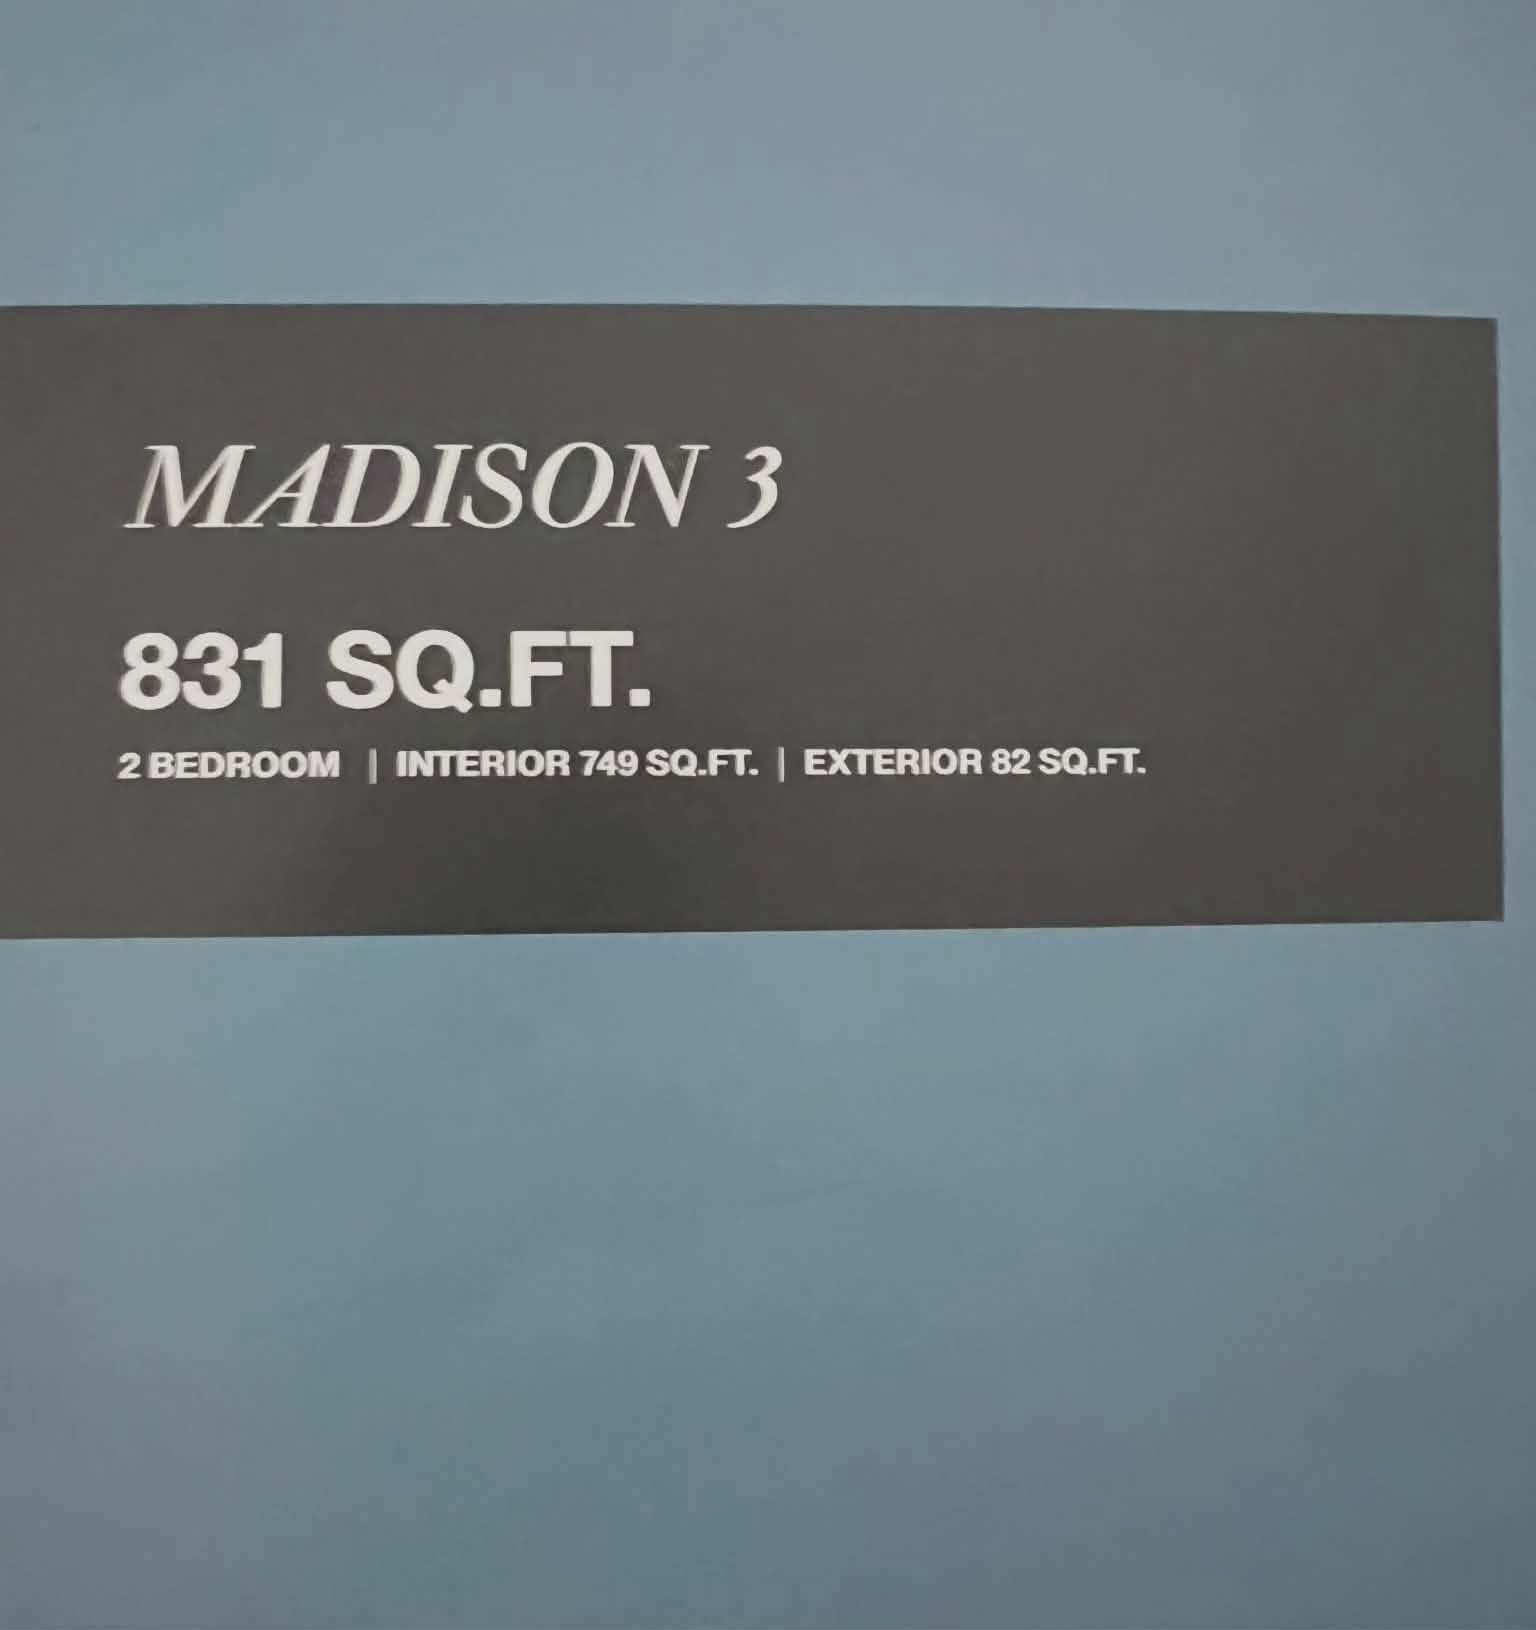 MADISON 3
831 SQ.FT.
2 BEDROOM | INTERIOR 749 SQ.FT. | EXTERIOR 82 SQ.FT.